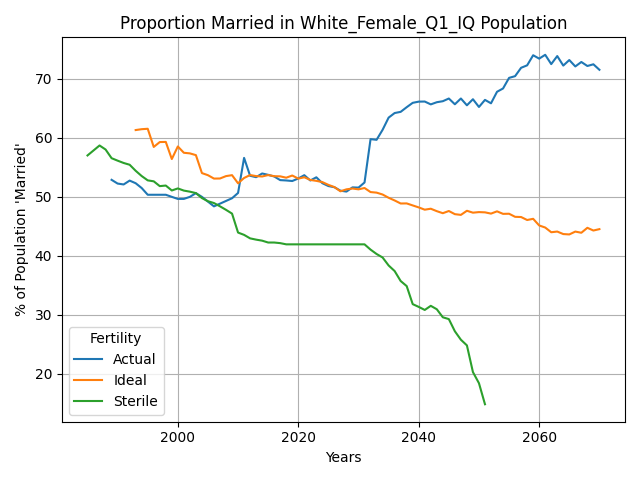 Proportion Married in White_Female_Q1_IQ Population
% of Population 'Married'
70
60
50
40
30
20
Fertility
Actual
Ideal
Sterile
2000
2020
2040
2060
Years